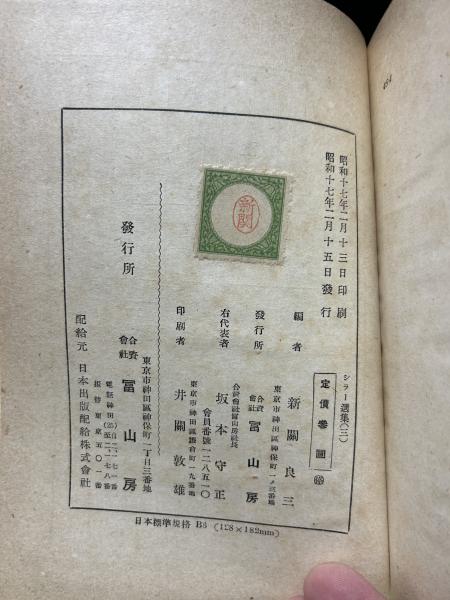 484
昭和十七年二月十三日印刷
昭和十七年二月十五日發行
シラー選集(三)
定價參圓
編者 新關良三
東京市神田區神保町一ノ三番地
發行所 合資會社 冨山房
合資會社冨山房社長
右代表者 坂本守正
會員番號一二八五一〇
東京市神田區鎌倉町一九番地
印刷者 井關敦雄
新関
發行所 合資會社 冨山房
東京市神田區神保町一丁目三番地
配給元 日本出版配給株式會社
日本標準規格 B6 (128×182mm)